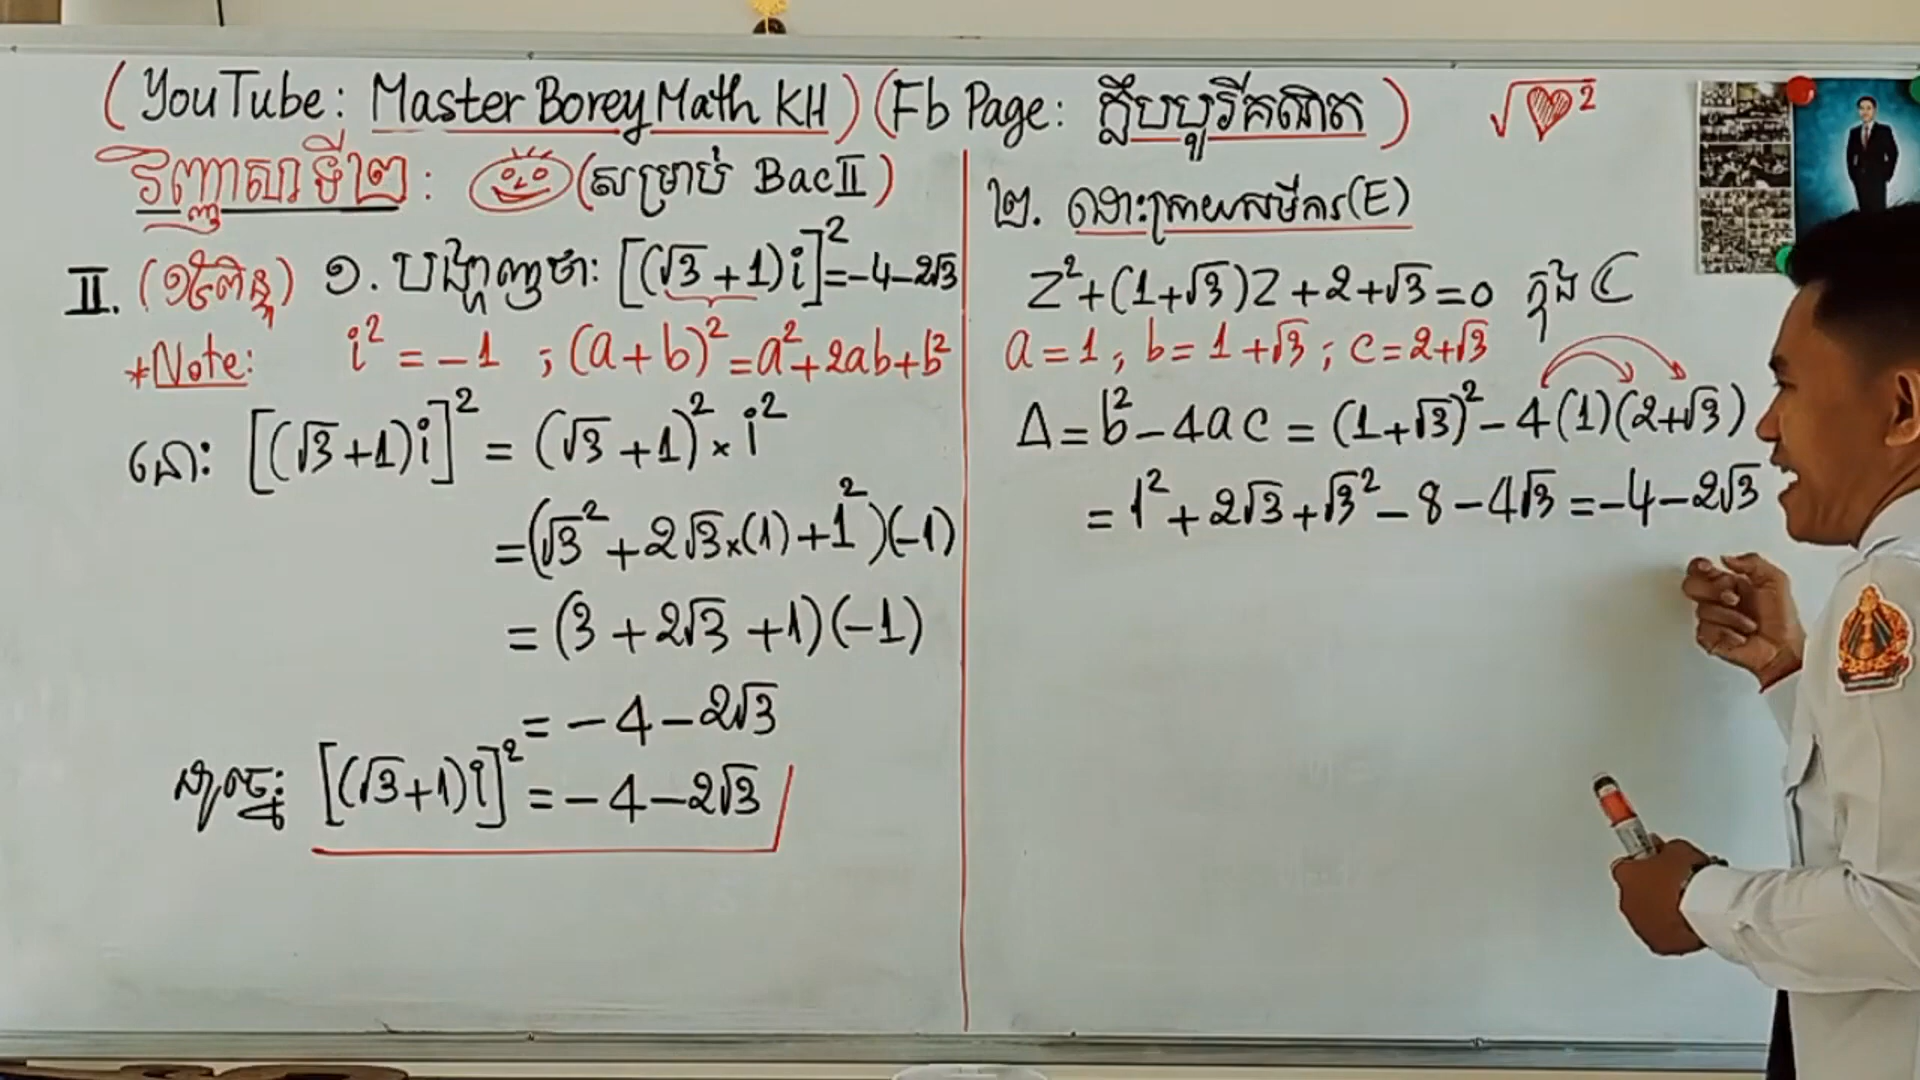 (YouTube: Master Borey Math KH) (Fb Page: ក្លឹបបូរីគណិត) √♥²
វិញ្ញាសាទី២: (សម្រាប់ Bac II)
II. (១៥ពិន្ទុ) ១. បង្ហាញថា: [(√3+1)i]² = -4-2√3
*Note: i² = -1 ; (a+b)² = a²+2ab+b²
នោះ: [(√3+1)i]² = (√3+1)² × i²
= (√3² + 2√3×(1) + 1²)(-1)
= (3 + 2√3 + 1)(-1)
= -4-2√3
ដូចនេះ: [(√3+1)i]² = -4-2√3
២. ដោះស្រាយសមីការ(E)
Z²+(1+√3)Z+2+√3=0 ក្នុង ℂ
a=1; b=1+√3; c=2+√3
Δ = b²-4ac = (1+√3)²-4(1)(2+√3)
= 1²+2√3+√3²-8-4√3 = -4-2√3